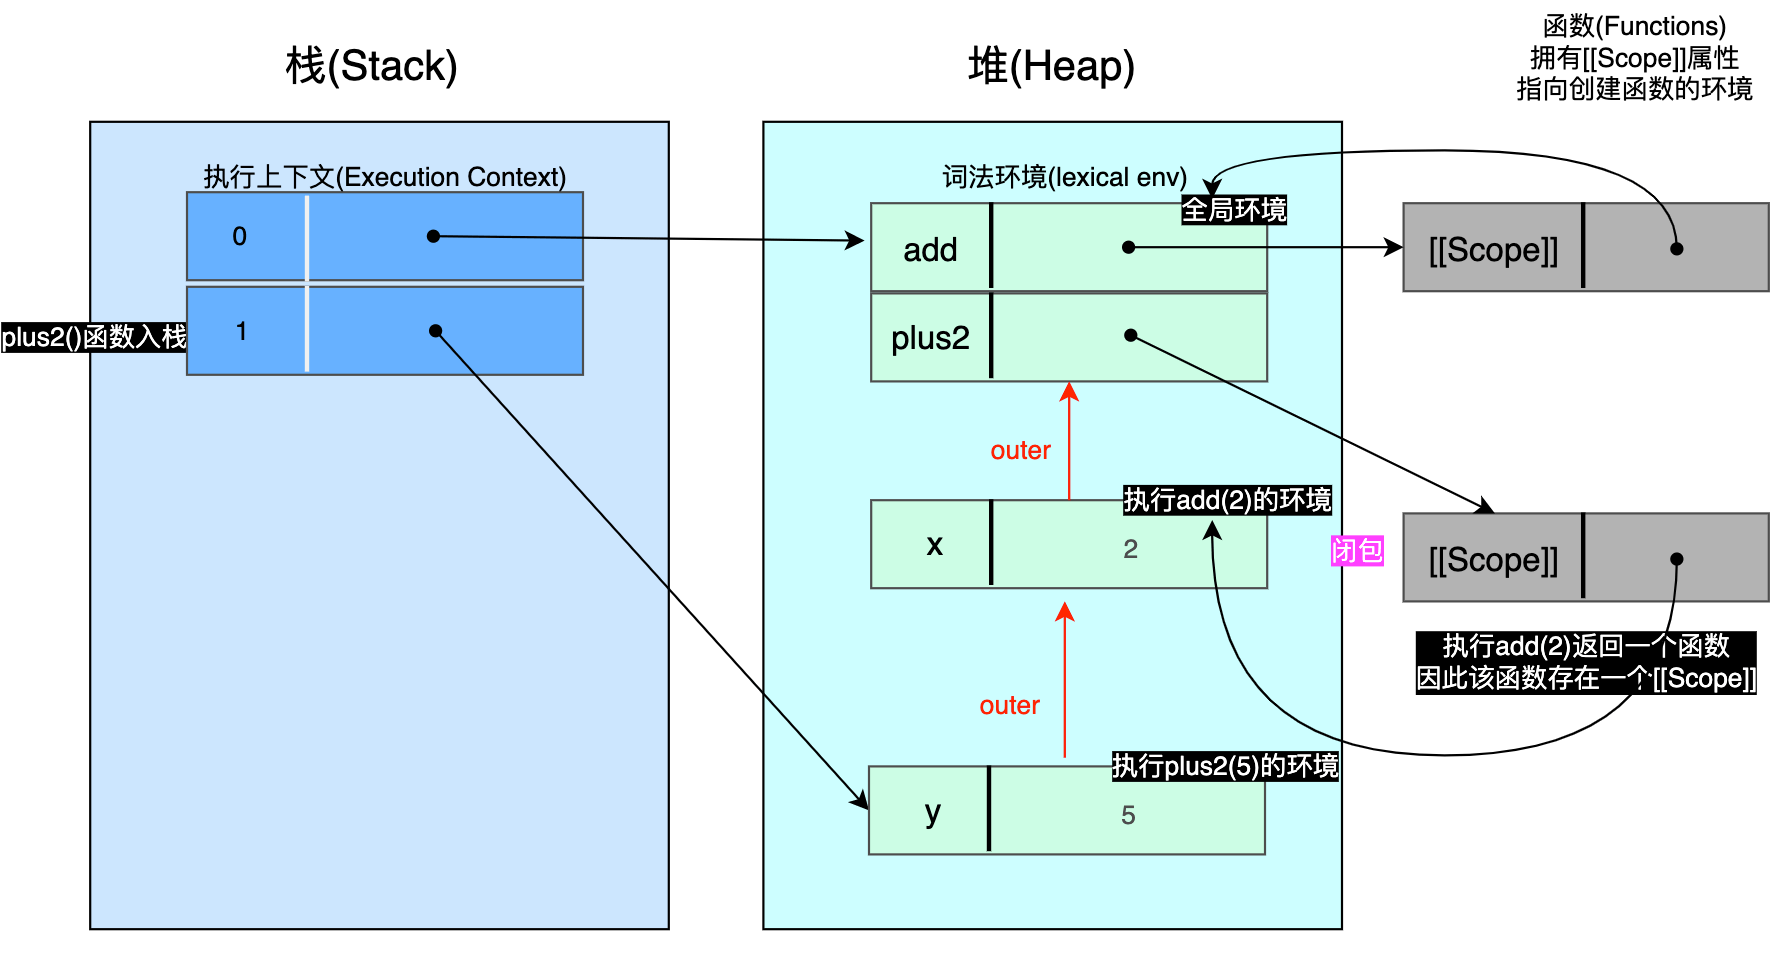 栈(Stack)
堆(Heap)
函数(Functions)
拥有[[Scope]]属性
指向创建函数的环境
执行上下文(Execution Context)
0
1
plus2()函数入栈
词法环境(lexical env)
全局环境
add
plus2
[[Scope]]
outer
执行add(2)的环境
x
2
闭包
[[Scope]]
执行add(2)返回一个函数
因此该函数存在一个[[Scope]]
outer
执行plus2(5)的环境
y
5